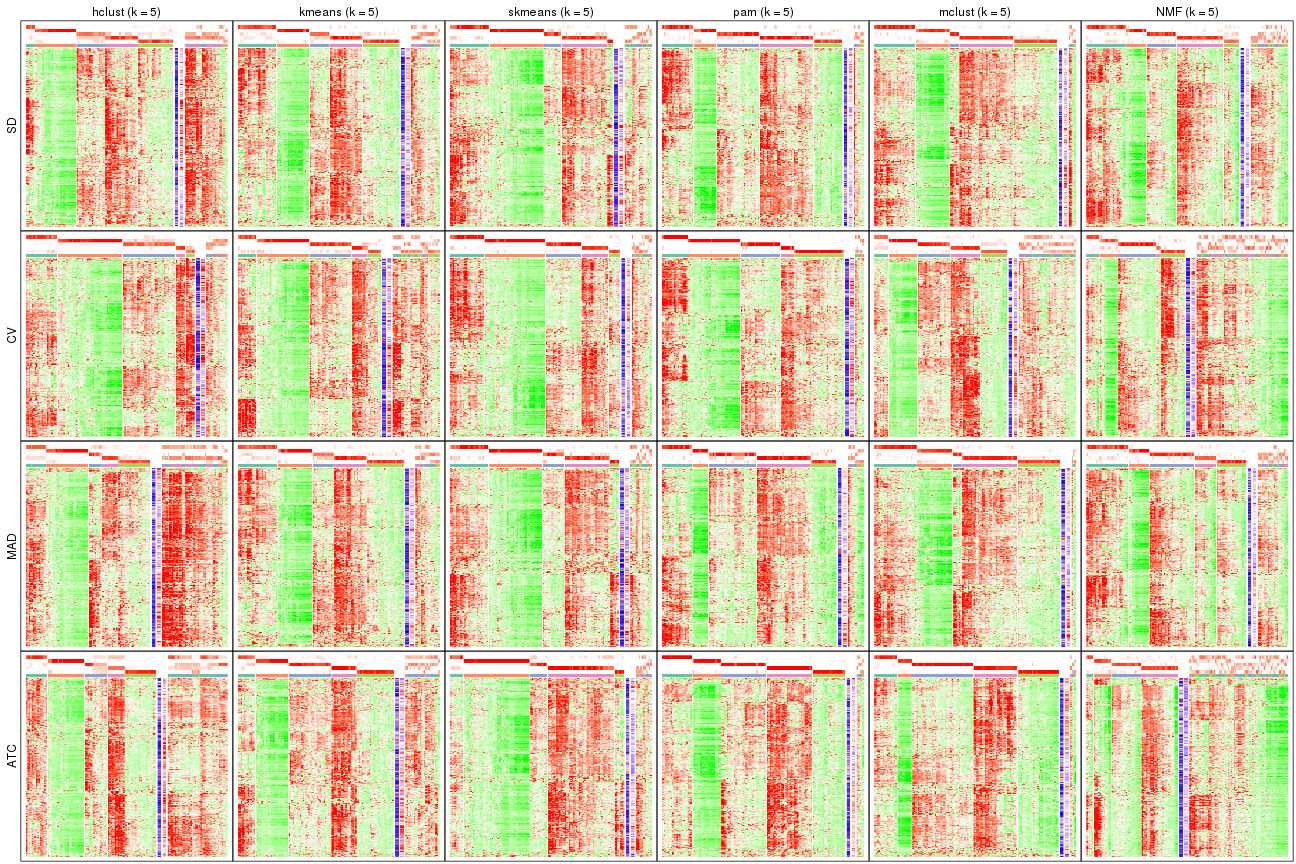 hclust (k = 5) kmeans (k = 5) skmeans (k = 5) pam (k = 5) mclust (k = 5) NMF (k = 5)
SD
CV
MAD
ATC